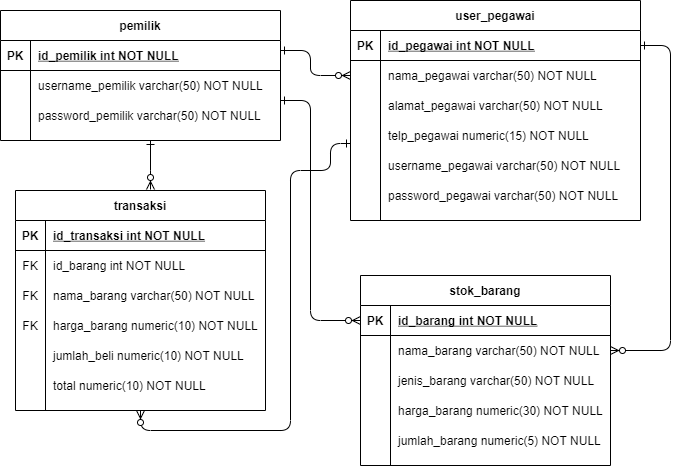 pemilik
PK id_pemilik int NOT NULL
username_pemilik varchar(50) NOT NULL
password_pemilik varchar(50) NOT NULL
user_pegawai
PK id_pegawai int NOT NULL
nama_pegawai varchar(50) NOT NULL
alamat_pegawai varchar(50) NOT NULL
telp_pegawai numeric(15) NOT NULL
username_pegawai varchar(50) NOT NULL
password_pegawai varchar(50) NOT NULL
transaksi
PK id_transaksi int NOT NULL
FK id_barang int NOT NULL
FK nama_barang varchar(50) NOT NULL
FK harga_barang numeric(10) NOT NULL
jumlah_beli numeric(10) NOT NULL
total numeric(10) NOT NULL
stok_barang
PK id_barang int NOT NULL
nama_barang varchar(50) NOT NULL
jenis_barang varchar(50) NOT NULL
harga_barang numeric(30) NOT NULL
jumlah_barang numeric(5) NOT NULL